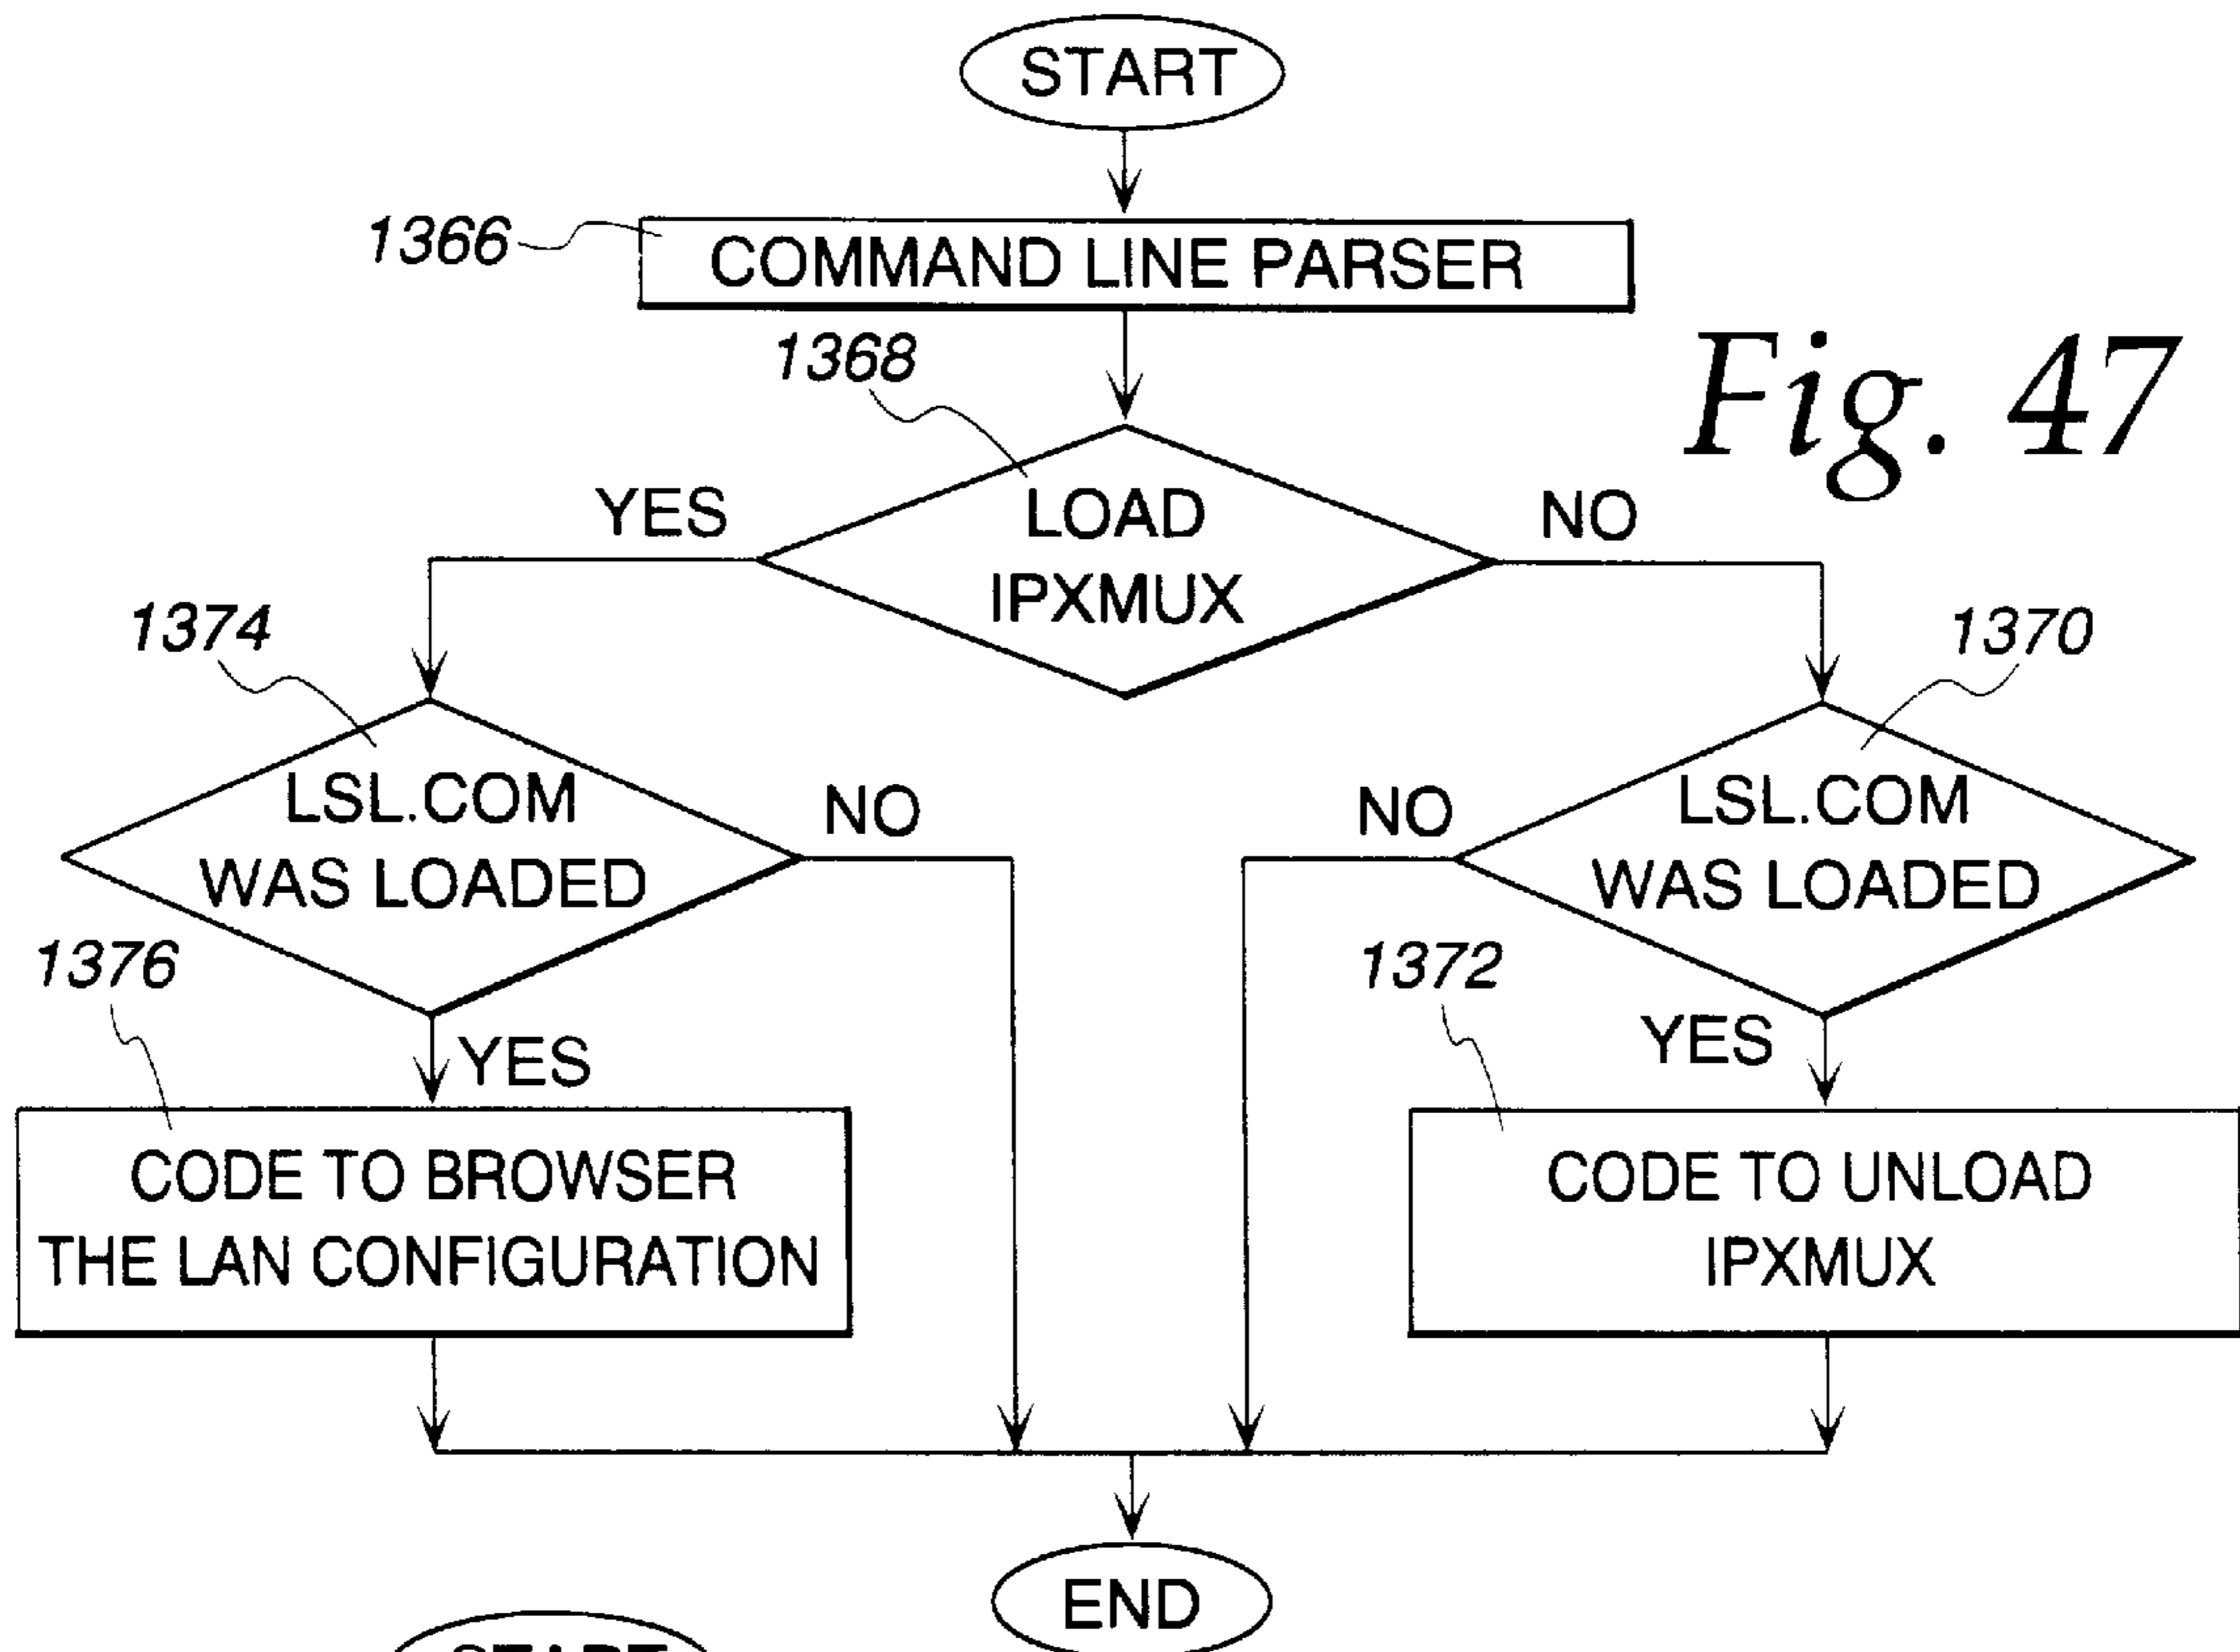 START
1366
COMMAND LINE PARSER
1368
Fig. 47
YES
LOAD
IPXMUX
NO
1374
1370
LSL.COM
WAS LOADED
NO
NO
LSL.COM
WAS LOADED
1376
1372
YES
YES
CODE TO BROWSER
THE LAN CONFIGURATION
CODE TO UNLOAD
IPXMUX
END
START